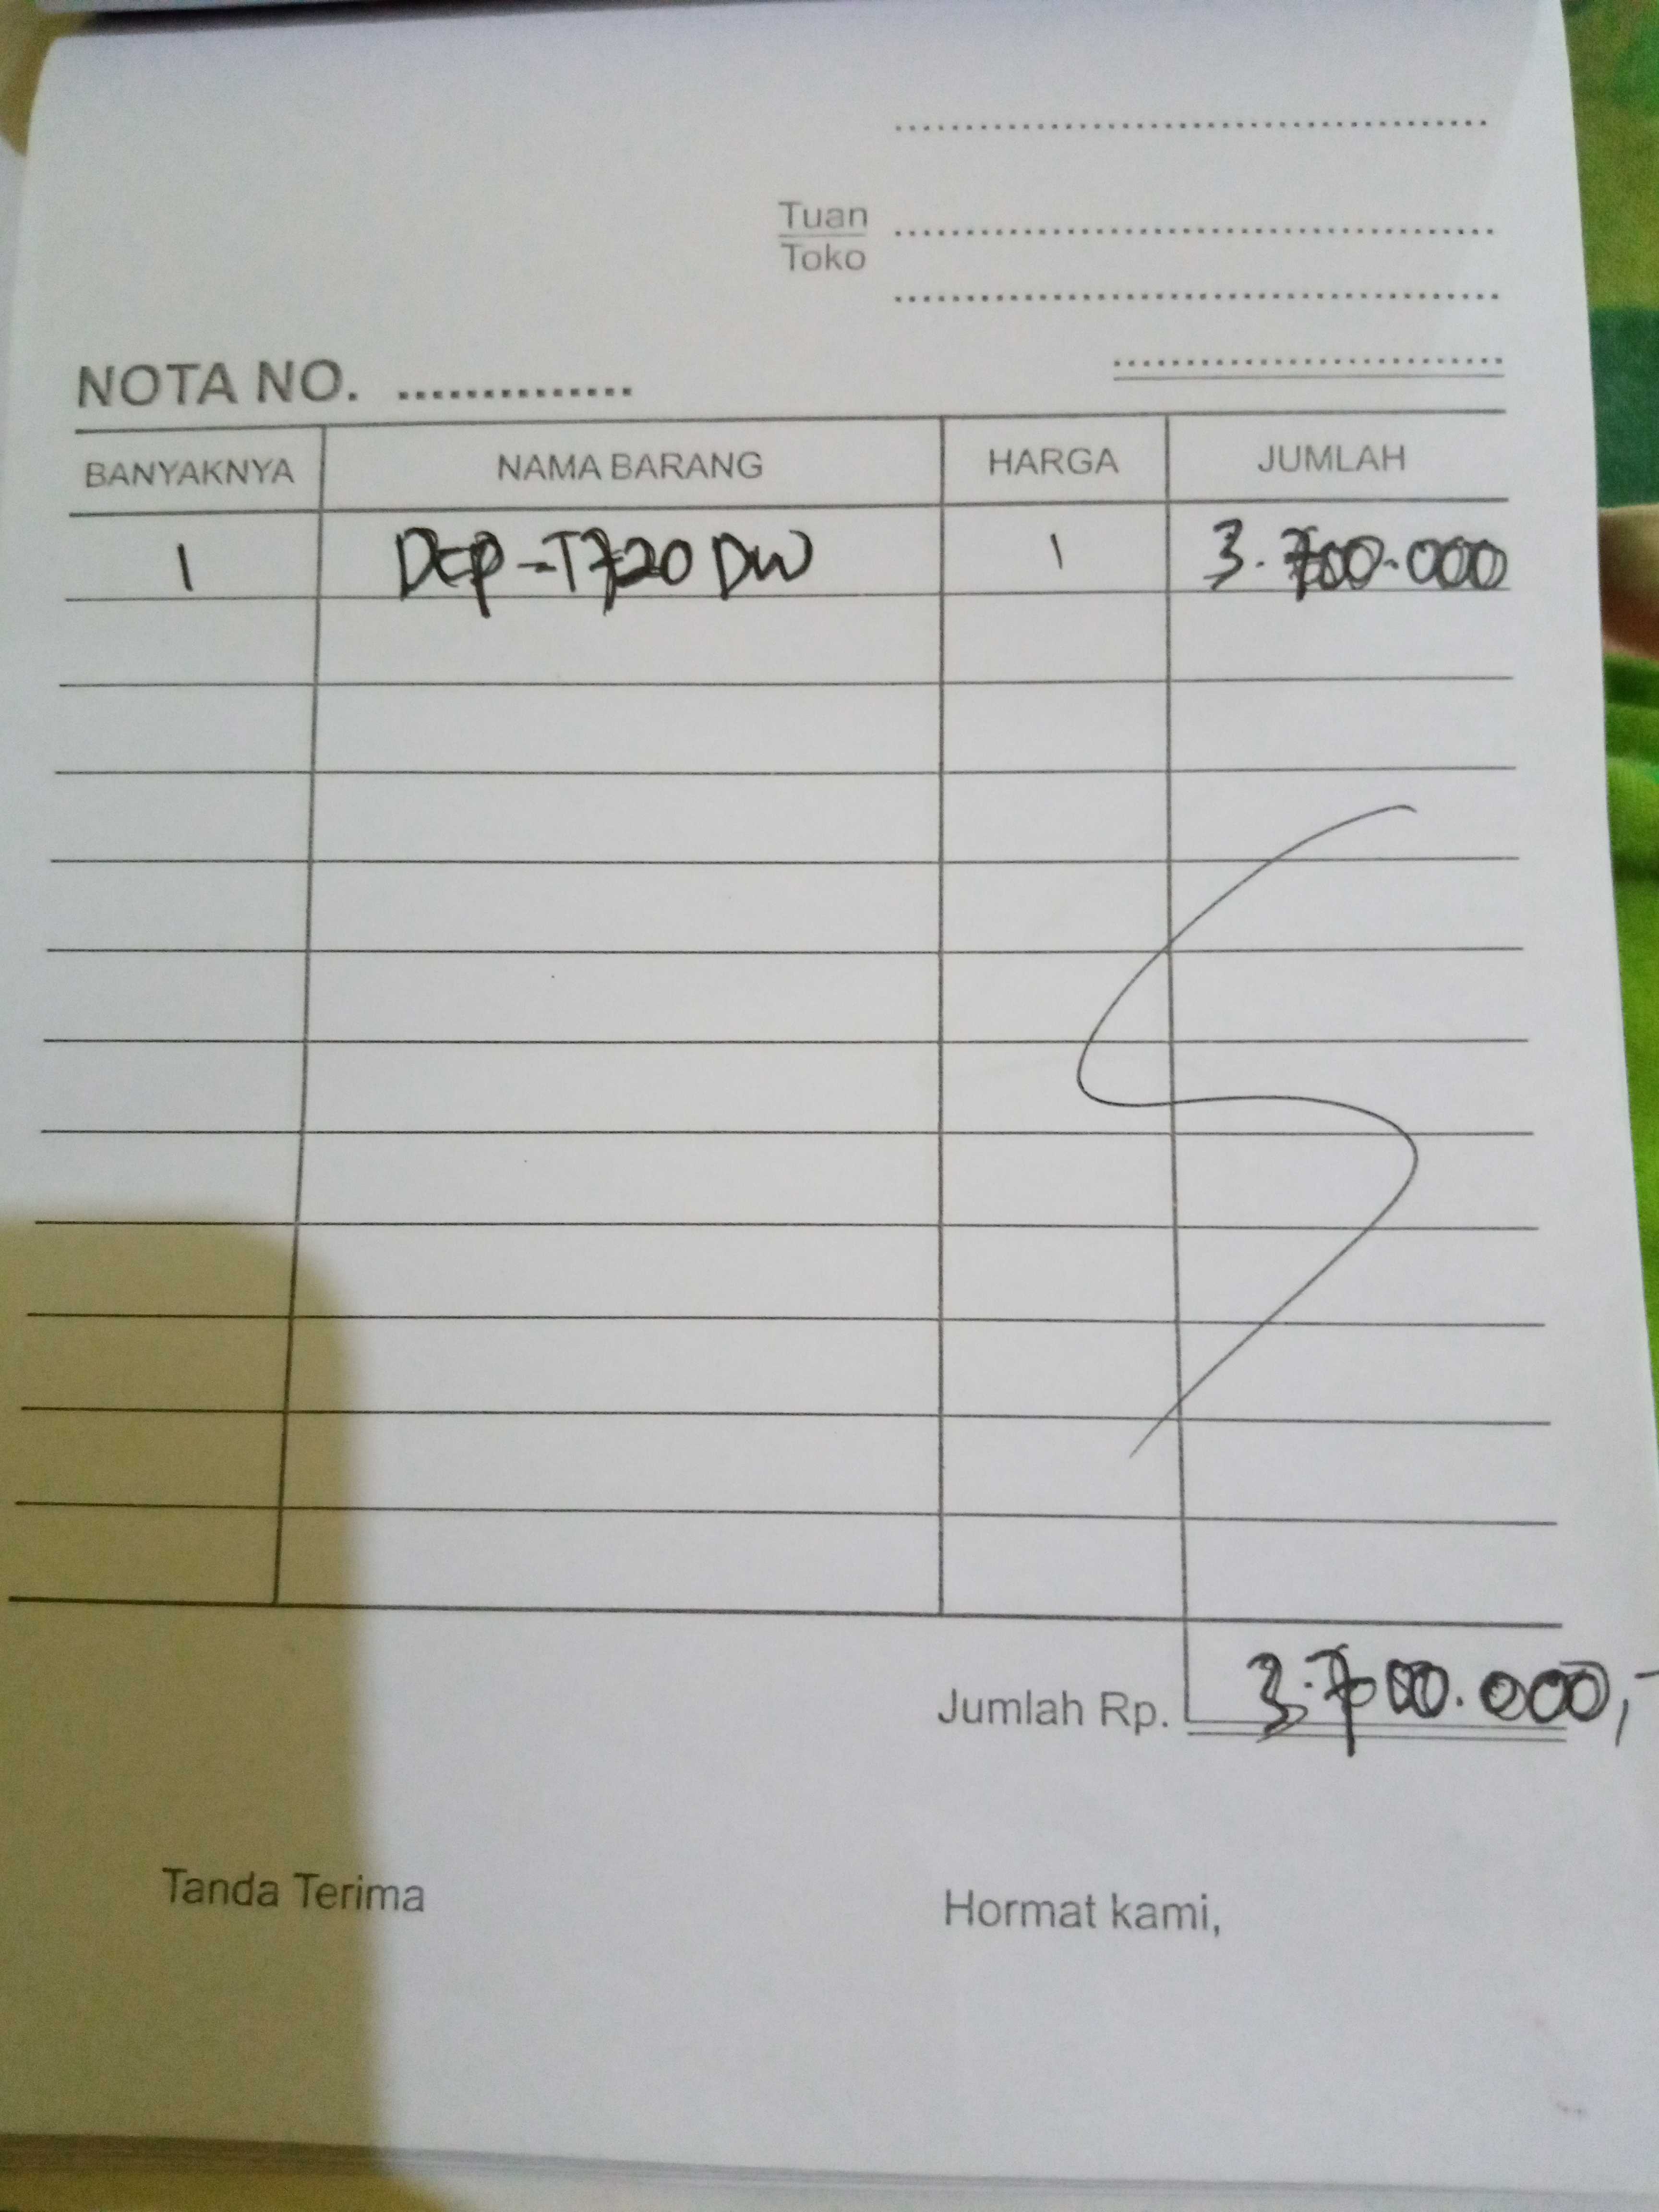 Tuan
Toko
NOTA NO. ..............
BANYAKNYA NAMA BARANG HARGA JUMLAH
1 DCP-T720 DW 1 3.700.000
Jumlah Rp. 3.700.000,-
Tanda Terima Hormat kami,